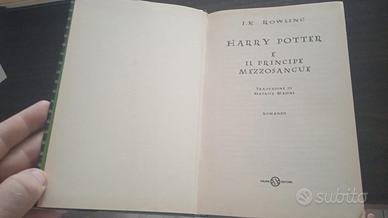 J.K. ROWLING
HARRY POTTER
E
IL PRINCIPE
MEZZOSANGUE
TRADUZIONE DI
BEATRICE MASINI
ROMANZO
SALANI EDITORE
subito